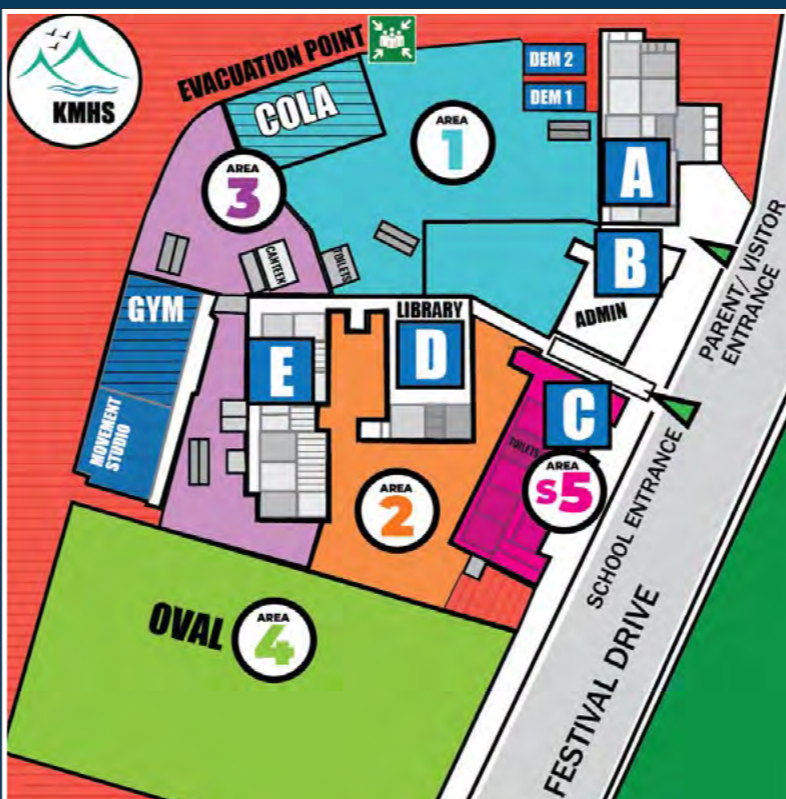 KMHS
EVACUATION POINT
COLA
DEM 2
DEM 1
AREA
1
A
AREA
3
CANTEEN
TOILETS
B
ADMIN
PARENT/ VISITOR
ENTRANCE
GYM
MOVEMENT
STUDIO
E
LIBRARY
D
C
TOILETS
AREA
S5
AREA
2
SCHOOL ENTRANCE
OVAL
AREA
4
FESTIVAL DRIVE